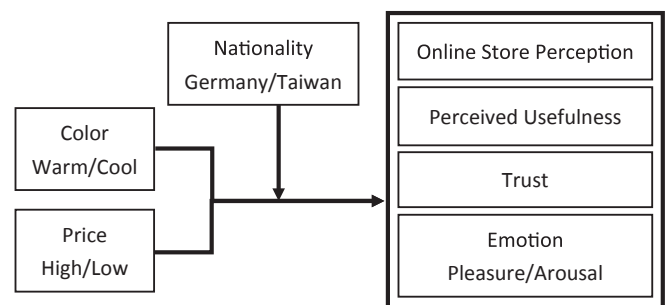 Nationality
Germany/Taiwan
Color
Warm/Cool
Price
High/Low
Online Store Perception
Perceived Usefulness
Trust
Emotion
Pleasure/Arousal